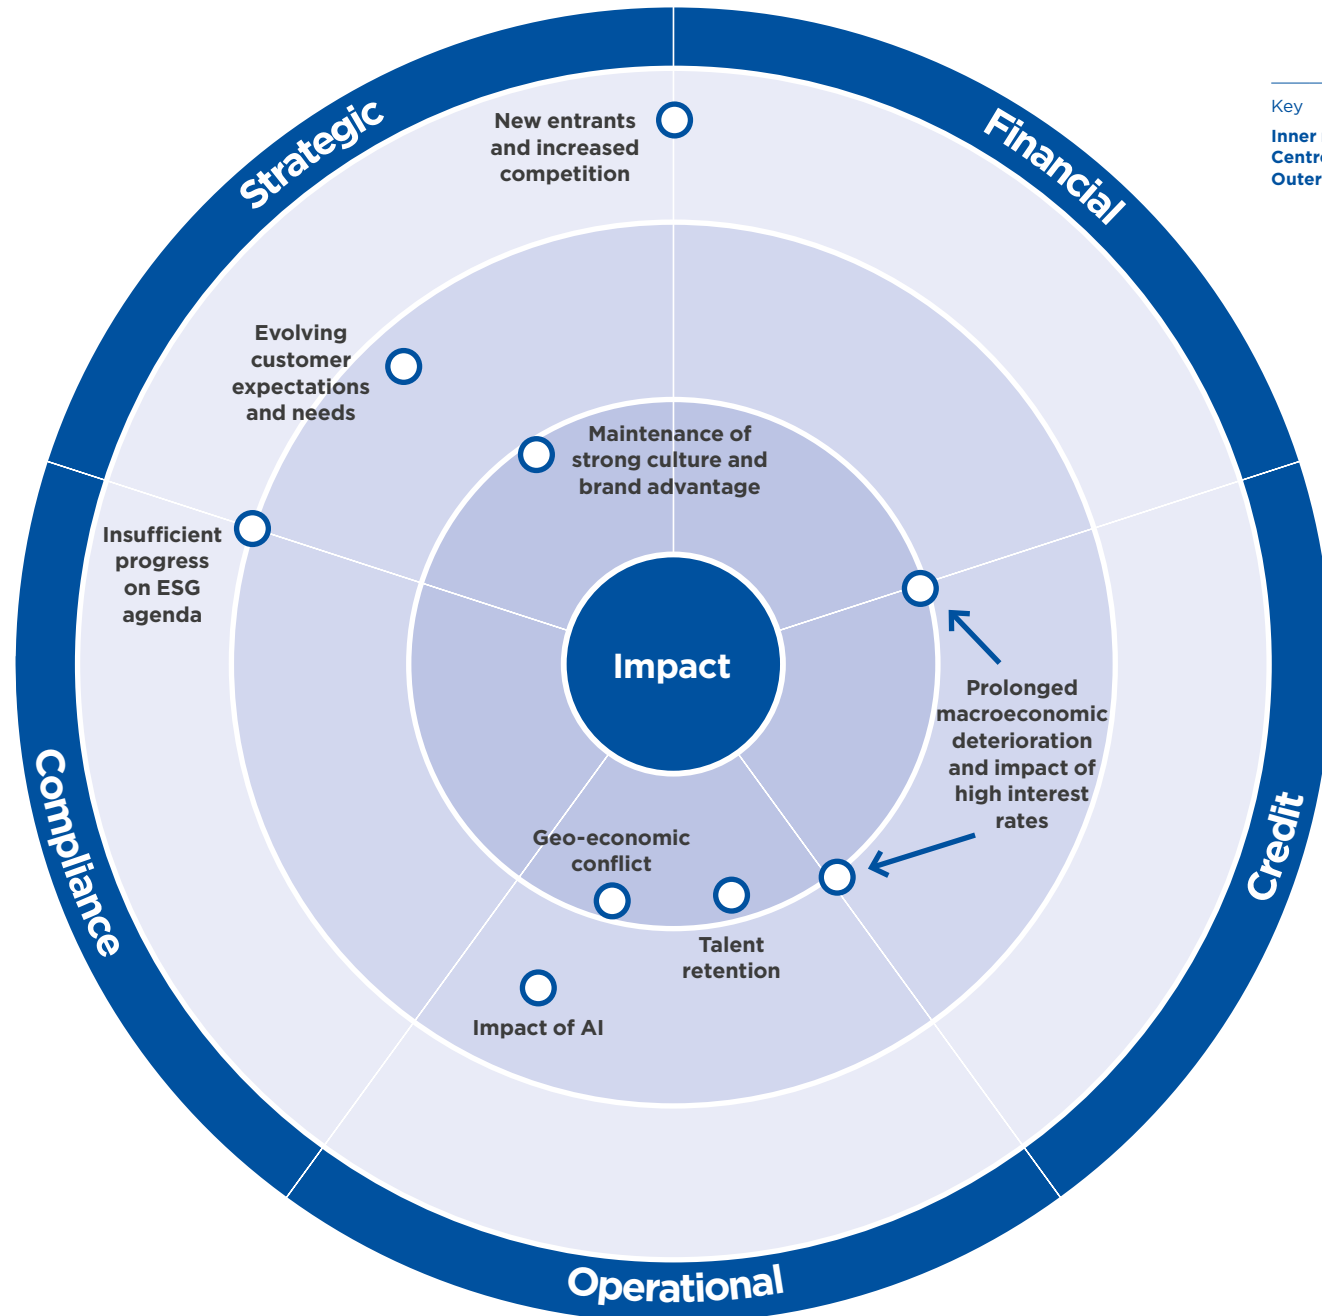 Strategic
Financial
Key
Inner
Centre
Outer
New entrants
and increased
competition
Evolving
customer
expectations
and needs
Maintenance of
strong culture and
brand advantage
Insufficient
progress
on ESG
agenda
Impact
Prolonged
macroeconomic
deterioration
and impact of
high interest
rates
Compliance
Credit
Geo-economic
conflict
Talent
retention
Impact of AI
Operational